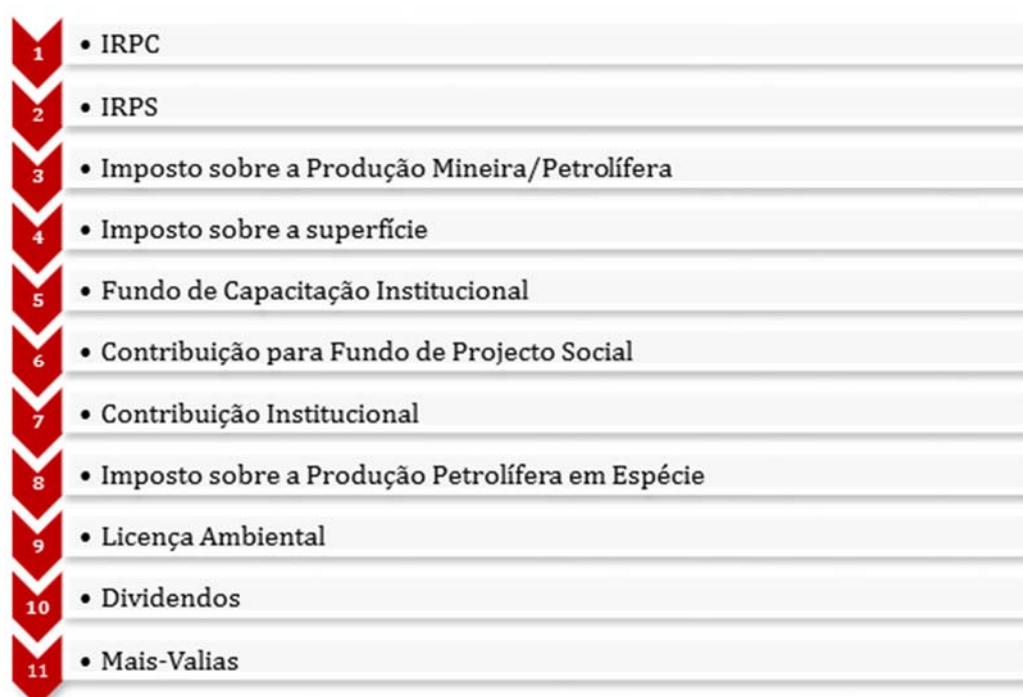 1 • IRPC
2 • IRPS
3 • Imposto sobre a Produção Mineira/Petrolífera
4 • Imposto sobre a superfície
5 • Fundo de Capacitação Institucional
6 • Contribuição para Fundo de Projecto Social
7 • Contribuição Institucional
8 • Imposto sobre a Produção Petrolífera em Espécie
9 • Licença Ambiental
10 • Dividendos
11 • Mais-Valias